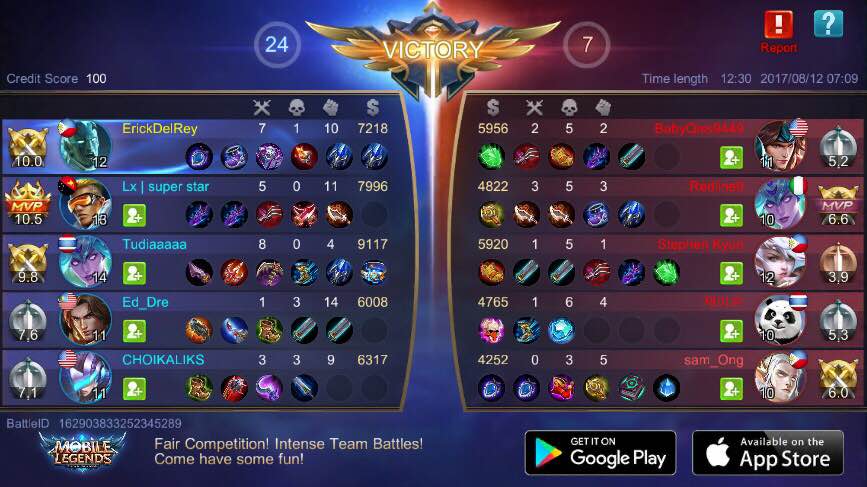 24 VICTORY 7
Report
Credit Score 100
Time length 12:30 2017/08/12 07:09
10.0 12 ErickDelRey 7 1 10 7218
MVP 10.5 13 Lx | super star 5 0 11 7996
9.8 14 Tudiaaaaa 8 0 4 9117
7.6 11 Ed_Dre 1 3 14 6008
7.1 11 CHOIKALIKS 3 3 9 6317
5956 2 5 2 11 5.2
4822 3 5 3 10 MVP 6.6
5920 1 5 1 Stephen Kyun 12 3.9
4765 1 6 4 10 5.3
4252 0 3 5 sam_Ong 10 6.0
BattleID 162903833252345289
MOBILE LEGENDS
Fair Competition! Intense Team Battles!
Come have some fun!
GET IT ON
Google Play
Available on the
App Store